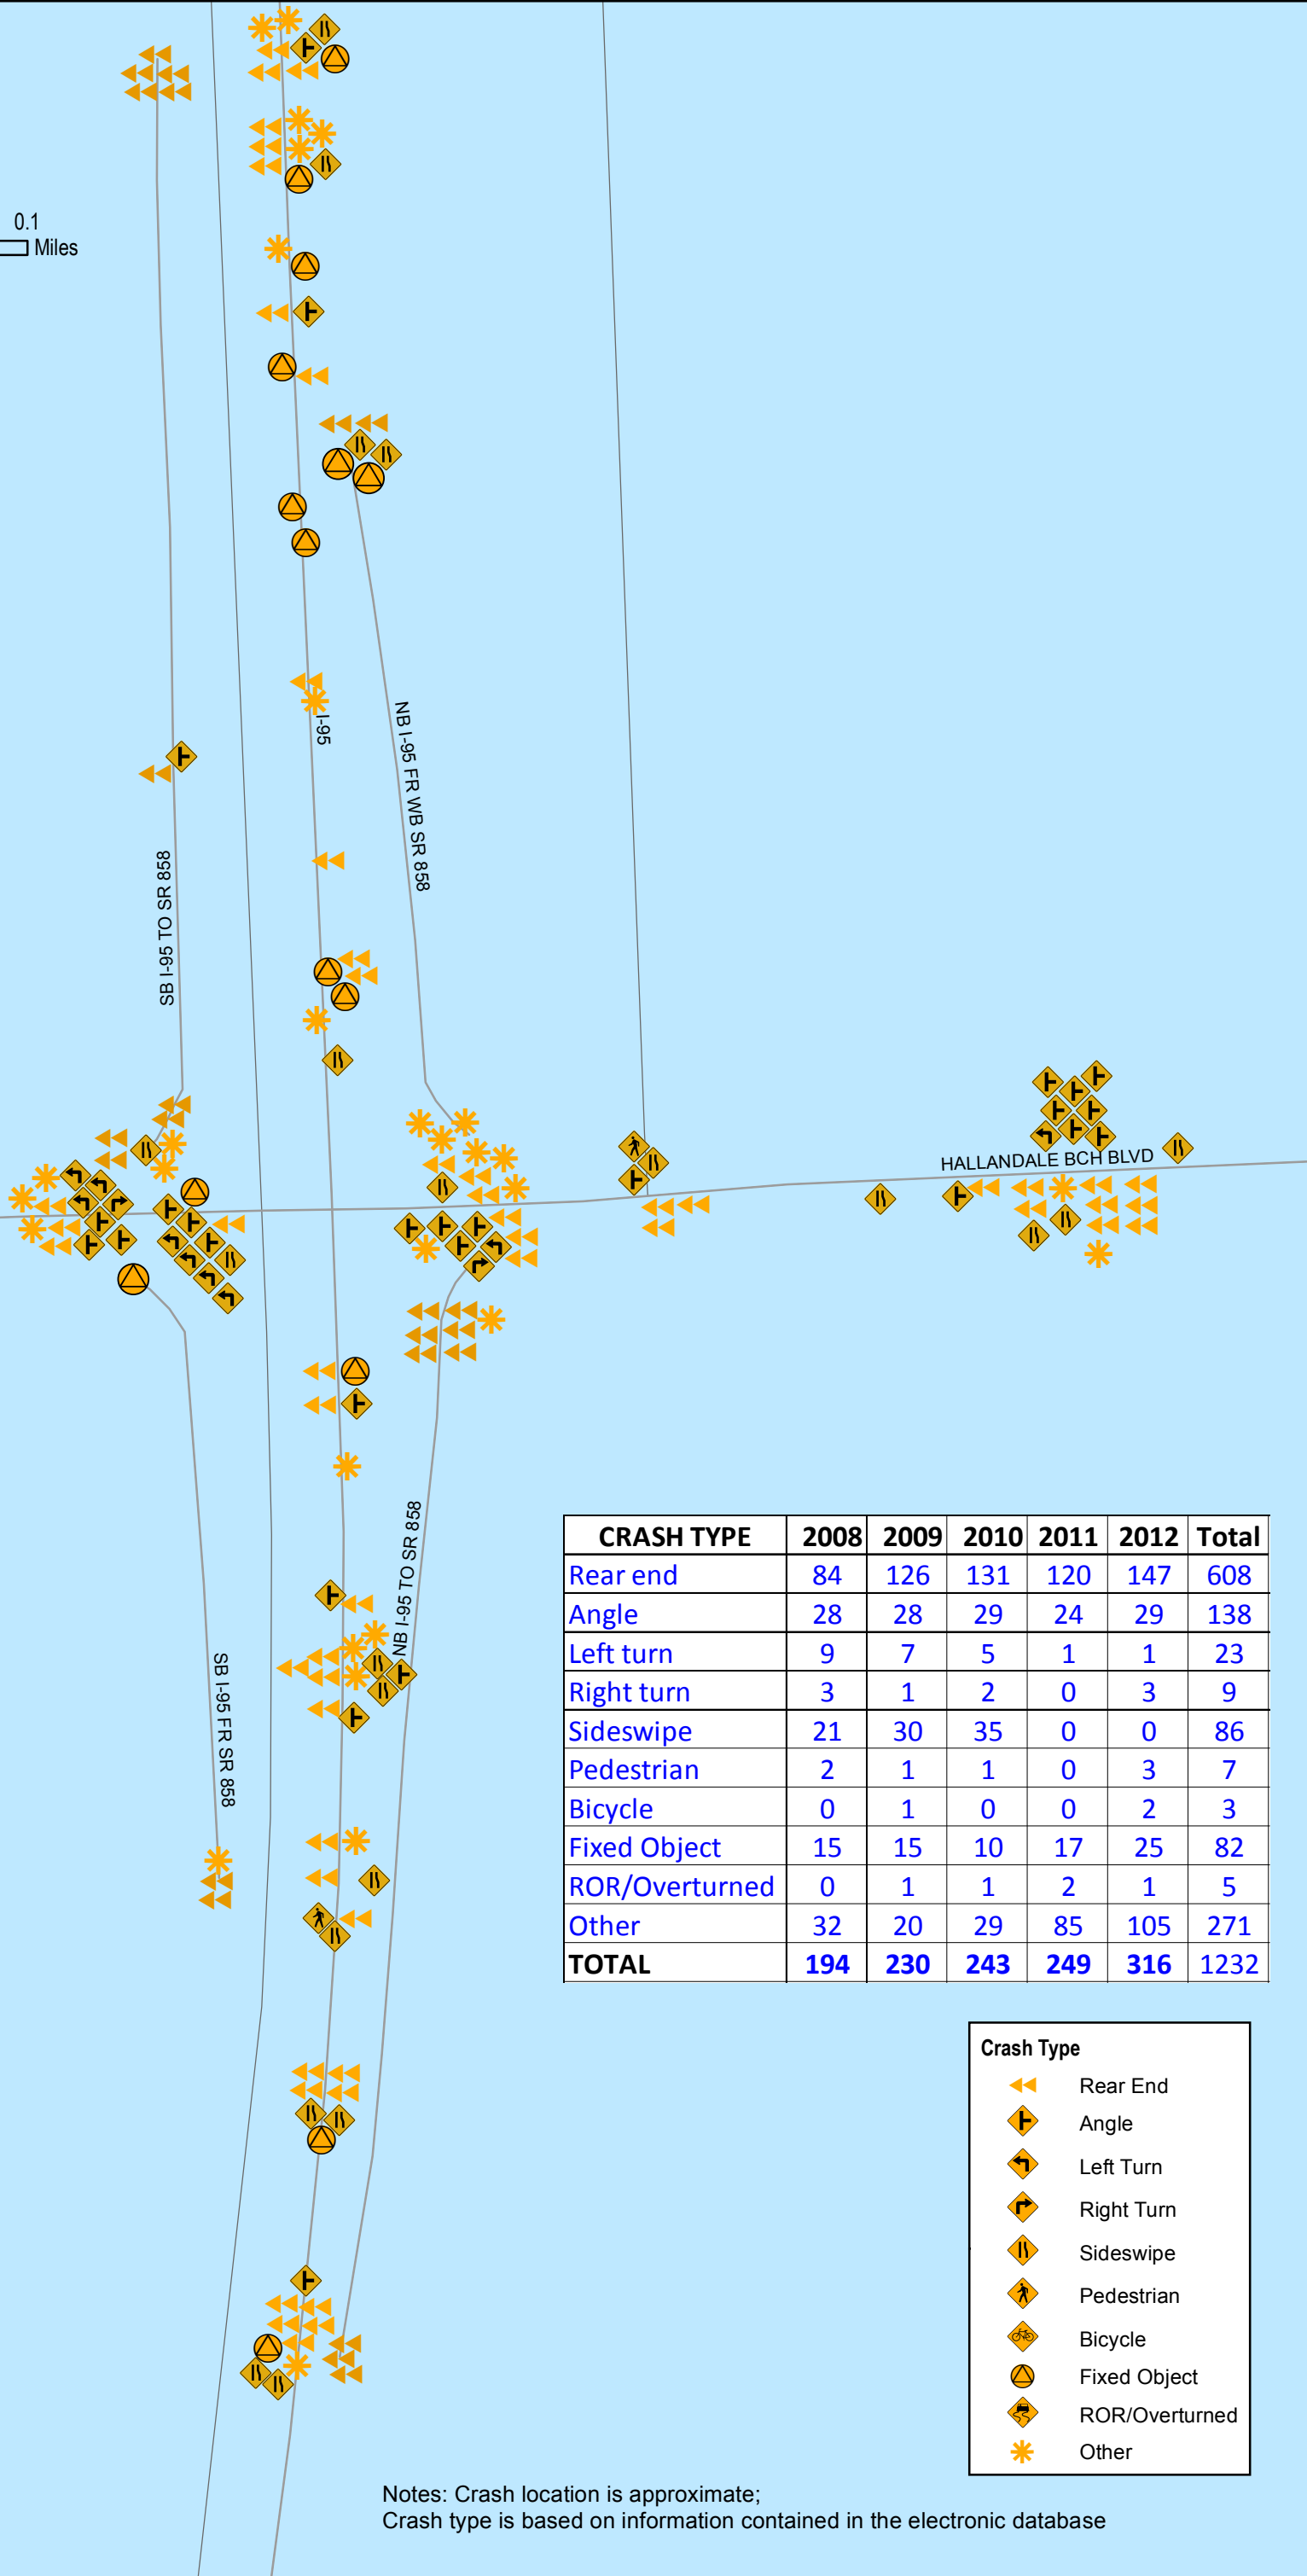 0.1
Miles
I-95
NB I-95 FR WB SR 858
SB I-95 TO SR 858
HALLANDALE BCH BLVD
NB I-95 TO SR 858
SB I-95 FR SR 858
CRASH TYPE 2008 2009 2010 2011 2012 Total
Rear end 84 126 131 120 147 608
Angle 28 28 29 24 29 138
Left turn 9 7 5 1 1 23
Right turn 3 1 2 0 3 9
Sideswipe 21 30 35 0 0 86
Pedestrian 2 1 1 0 3 7
Bicycle 0 1 0 0 2 3
Fixed Object 15 15 10 17 25 82
ROR/Overturned 0 1 1 2 1 5
Other 32 20 29 85 105 271
TOTAL 194 230 243 249 316 1232
Crash Type
Rear End
Angle
Left Turn
Right Turn
Sideswipe
Pedestrian
Bicycle
Fixed Object
ROR/Overturned
Other
Notes: Crash location is approximate;
Crash type is based on information contained in the electronic database